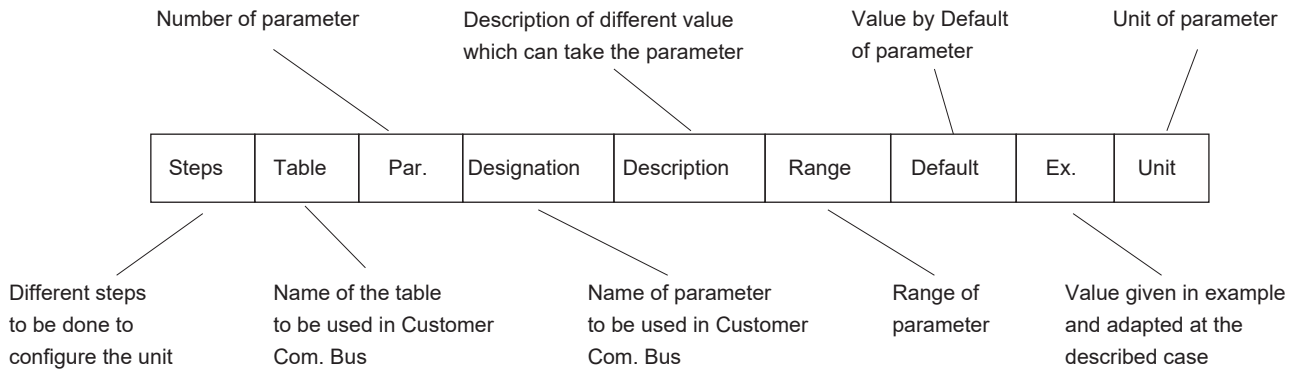 Number of parameter
Description of different value
which can take the parameter
Value by Default
of parameter
Unit of parameter
Steps
Table
Par.
Designation
Description
Range
Default
Ex.
Unit
Different steps
to be done to
configure the unit
Name of the table
to be used in Customer
Com. Bus
Name of parameter
to be used in Customer
Com. Bus
Range of
parameter
Value given in example
and adapted at the
described case